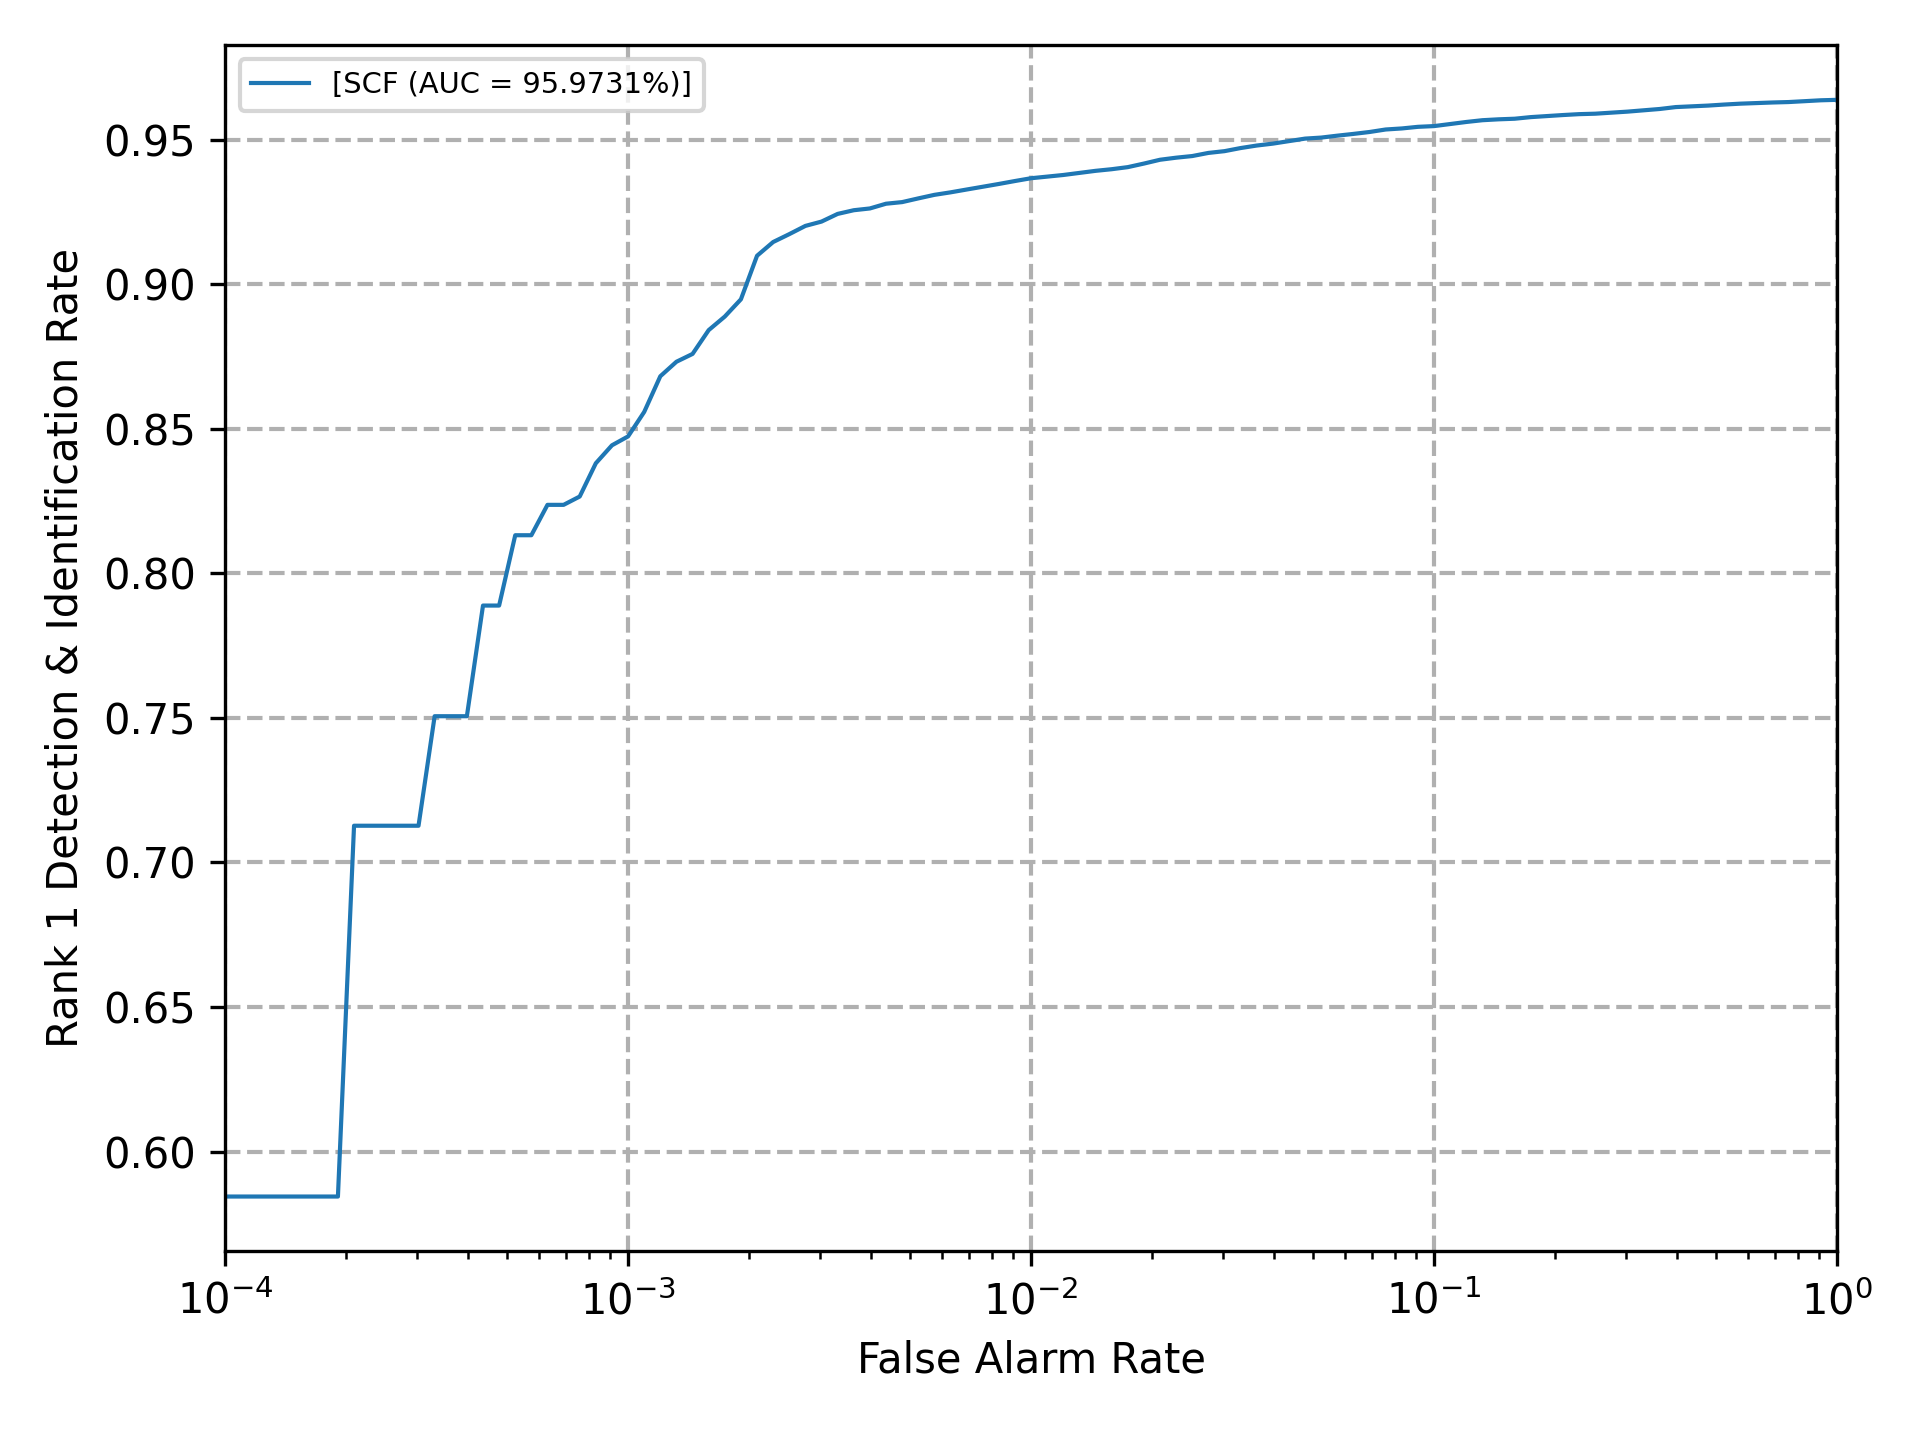 [SCF (AUC = 95.9731%)]
0.95
0.90
0.85
0.80
0.75
0.70
0.65
0.60
Rank 1 Detection & Identification Rate
10⁻⁴ 10⁻³ 10⁻² 10⁻¹ 10⁰
False Alarm Rate